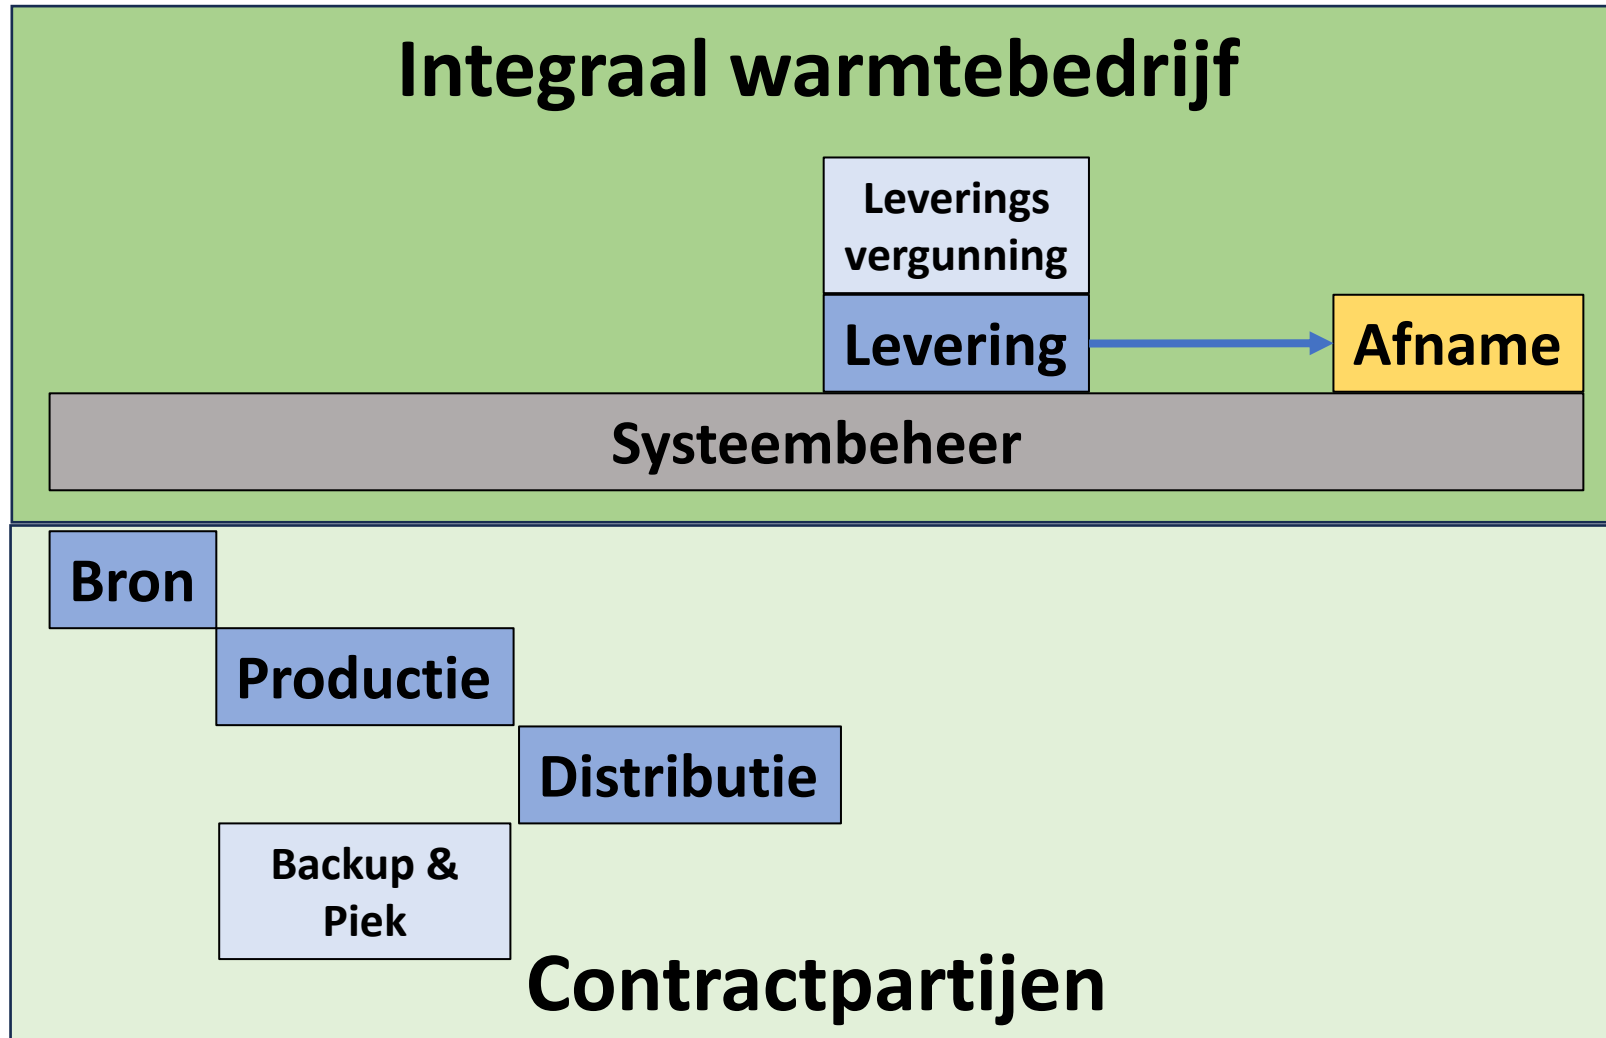 Integraal warmtebedrijf
Leverings
vergunning
Levering
Afname
Systeembeheer
Bron
Productie
Distributie
Backup &
Piek
Contractpartijen